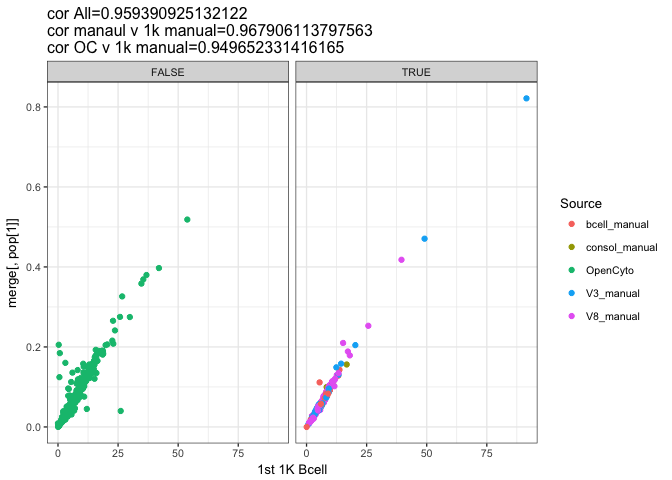 cor All=0.959390925132122
cor manaul v 1k manual=0.967906113797563
cor OC v 1k manual=0.949652331416165
FALSE
TRUE
0.8
0.6
0.4
0.2
0.0
merge[, pop[1]]
0
25
50
75
0
25
50
75
1st 1K Bcell
Source
bcell_manual
consol_manual
OpenCyto
V3_manual
V8_manual